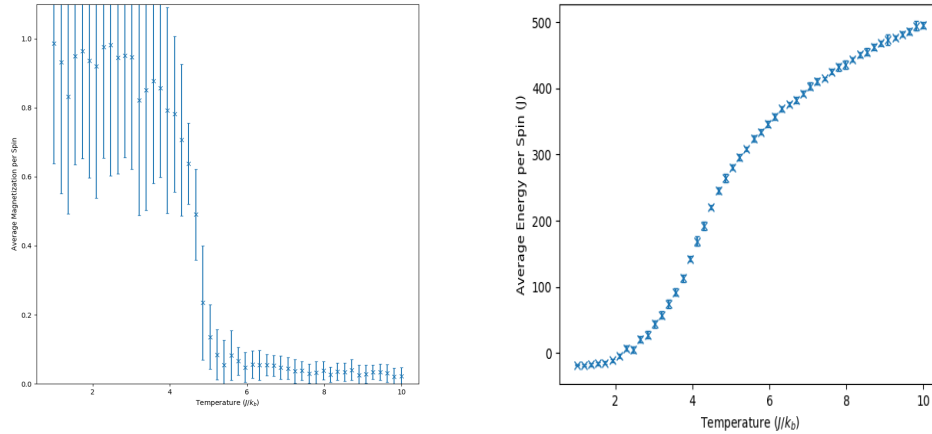 1.0
0.8
0.6
0.4
0.2
0.0
Average Magnetization per Spin
2 4 6 8 10
Temperature (J/k_b)
500
400
300
200
100
0
Average Energy per Spin (J)
2 4 6 8 10
Temperature (J/k_b)